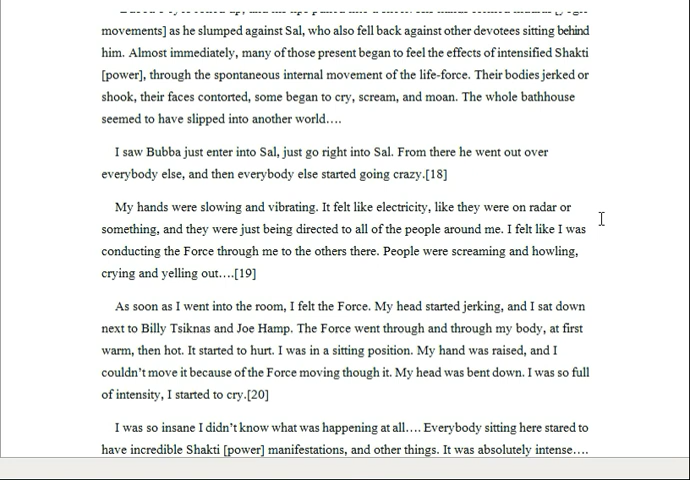 movements] as he slumped against Sal, who also fell back against other devotees sitting behind
him. Almost immediately, many of those present began to feel the effects of intensified Shakti
[power], through the spontaneous internal movement of the life-force. Their bodies jerked or
shook, their faces contorted, some began to cry, scream, and moan. The whole bathhouse
seemed to have slipped into another world….
I saw Bubba just enter into Sal, just go right into Sal. From there he went out over
everybody else, and then everybody else started going crazy.[18]
My hands were slowing and vibrating. It felt like electricity, like they were on radar or
something, and they were just being directed to all of the people around me. I felt like I was
conducting the Force through me to the others there. People were screaming and howling,
crying and yelling out….[19]
As soon as I went into the room, I felt the Force. My head started jerking, and I sat down
next to Billy Tsiknas and Joe Hamp. The Force went through and through my body, at first
warm, then hot. It started to hurt. I was in a sitting position. My hand was raised, and I
couldn’t move it because of the Force moving though it. My head was bent down. I was so full
of intensity, I started to cry.[20]
I was so insane I didn’t know what was happening at all…. Everybody sitting here stared to
have incredible Shakti [power] manifestations, and other things. It was absolutely intense….